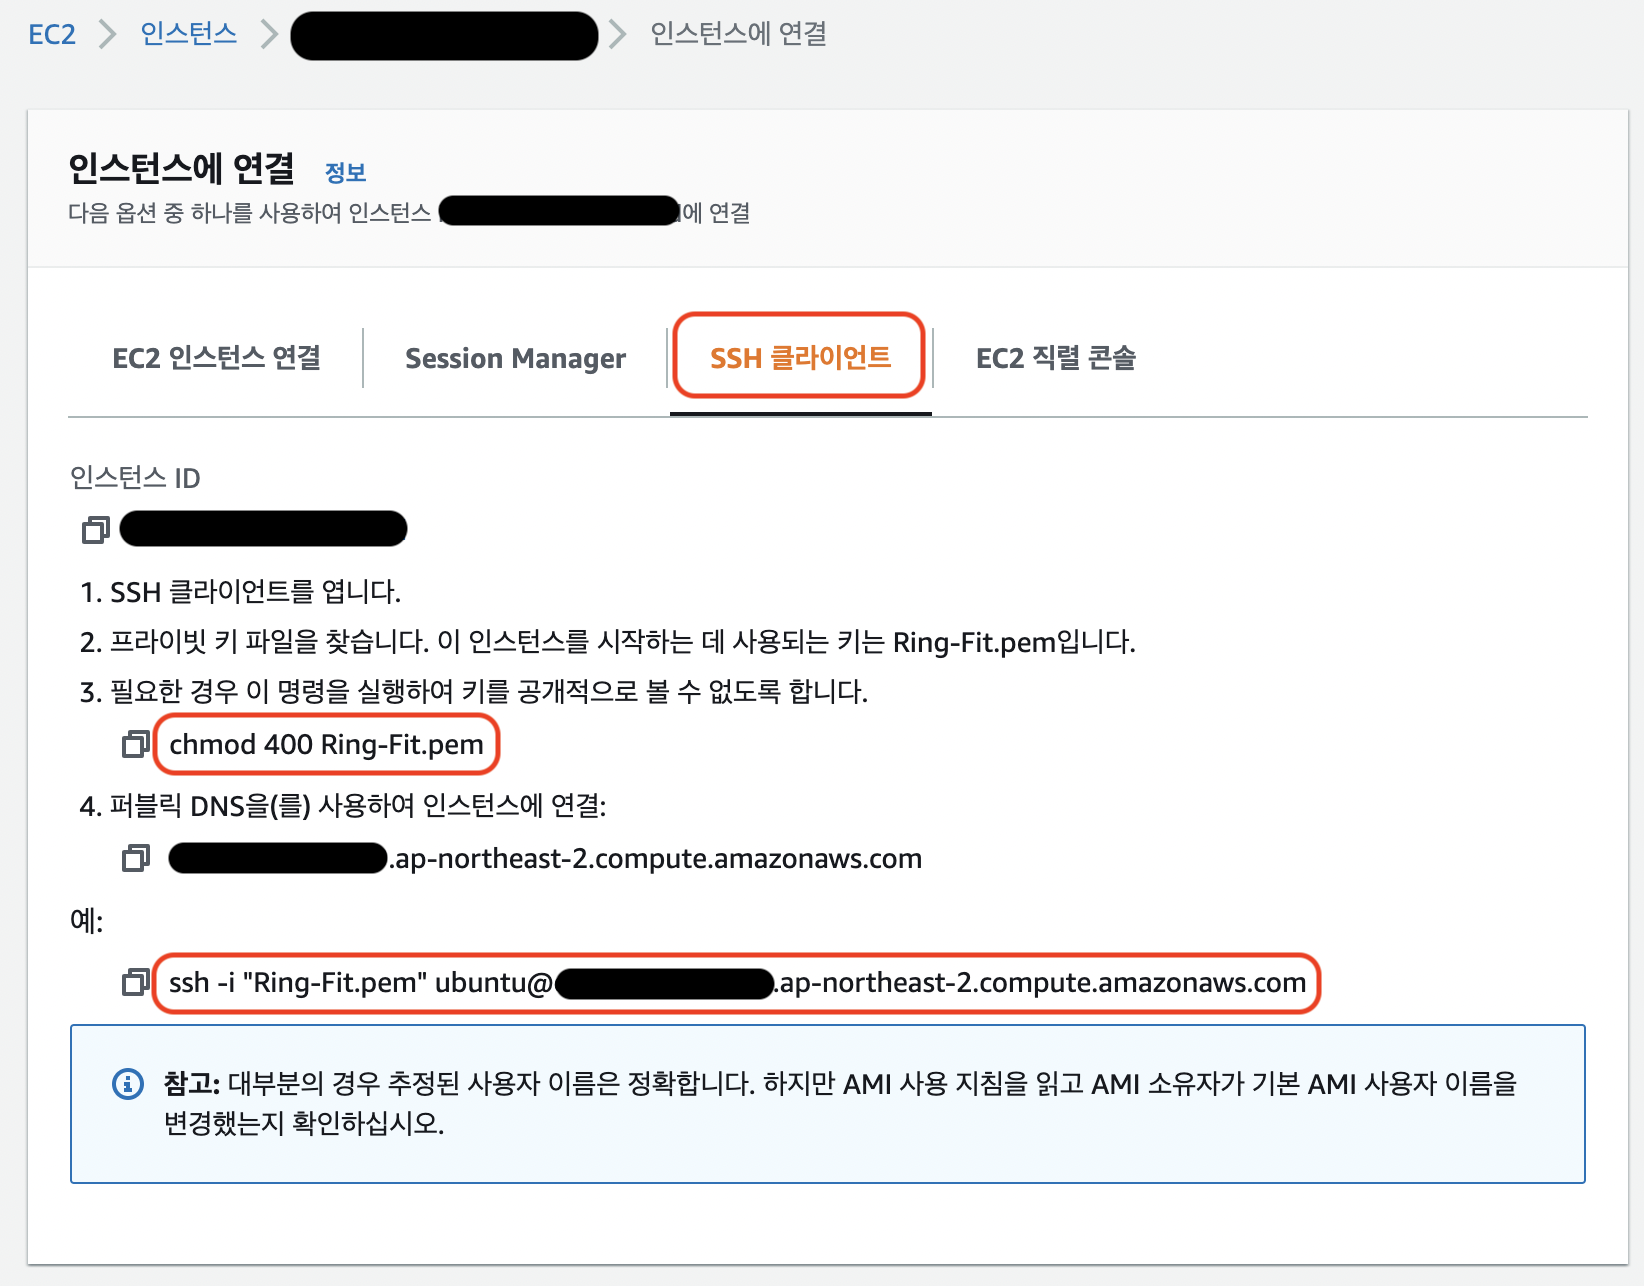 EC2 > 인스턴스 > > 인스턴스에 연결
인스턴스에 연결 정보
다음 옵션 중 하나를 사용하여 인스턴스 에 연결
EC2 인스턴스 연결 Session Manager SSH 클라이언트 EC2 직렬 콘솔
인스턴스 ID
1. SSH 클라이언트를 엽니다.
2. 프라이빗 키 파일을 찾습니다. 이 인스턴스를 시작하는 데 사용되는 키는 Ring-Fit.pem입니다.
3. 필요한 경우 이 명령을 실행하여 키를 공개적으로 볼 수 없도록 합니다.
chmod 400 Ring-Fit.pem
4. 퍼블릭 DNS을(를) 사용하여 인스턴스에 연결:
.ap-northeast-2.compute.amazonaws.com
예:
ssh -i "Ring-Fit.pem" ubuntu@ .ap-northeast-2.compute.amazonaws.com
참고: 대부분의 경우 추정된 사용자 이름은 정확합니다. 하지만 AMI 사용 지침을 읽고 AMI 소유자가 기본 AMI 사용자 이름을
변경했는지 확인하십시오.